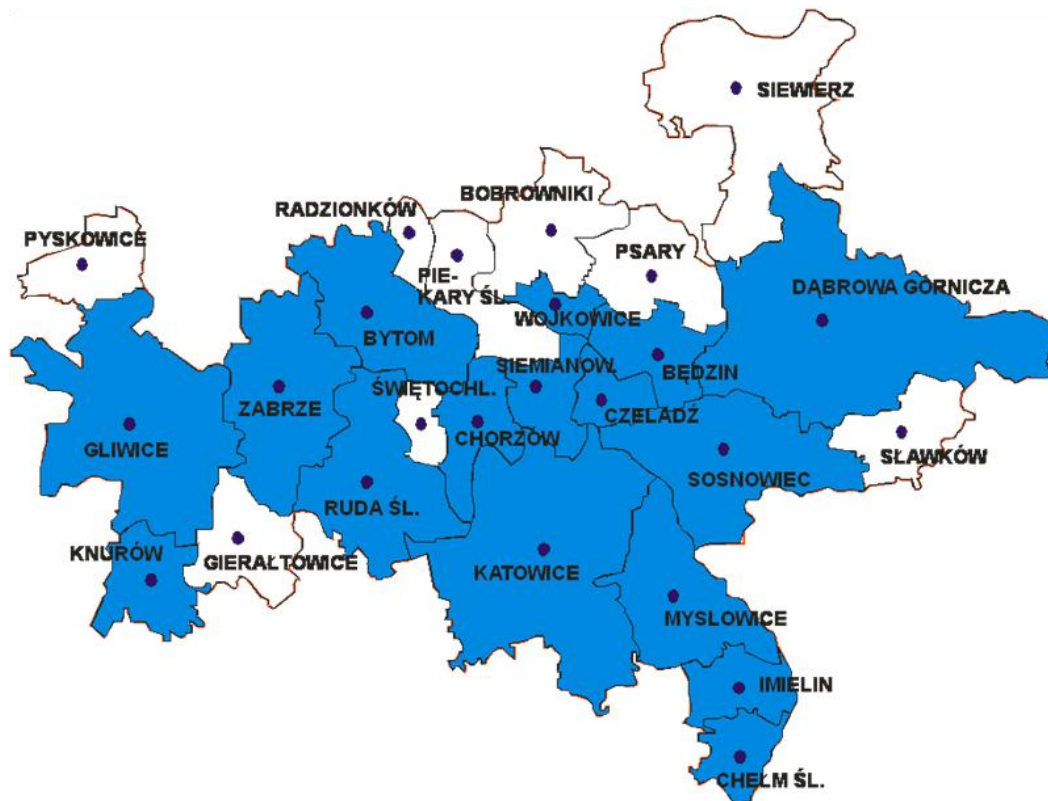 SIEWIERZ
BOBROWNIKI
RADZIONKÓW
PYSKOWICE
PSARY
PIE-
KARY ŚL.
DĄBROWA GÓRNICZA
WOJKOWICE
BYTOM
SIEMIANOW.
BĘDZIN
ŚWIĘTOCHL.
ZABRZE
CZELADŹ
CHORZÓW
GLIWICE
SŁAWKÓW
SOSNOWIEC
RUDA ŚL.
KNURÓW
GIERAŁTOWICE
KATOWICE
MYSLOWICE
IMIELIN
CHEŁM ŚL.